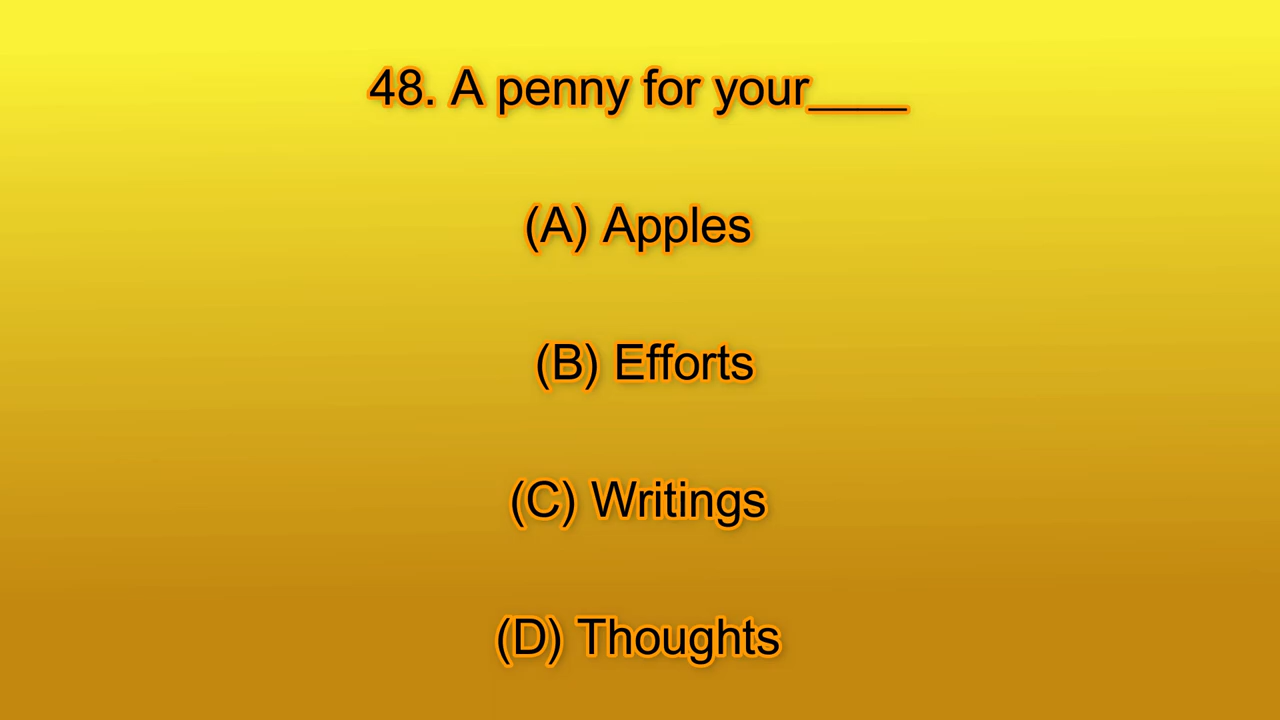 48. A penny for your____
(A) Apples
(B) Efforts
(C) Writings
(D) Thoughts